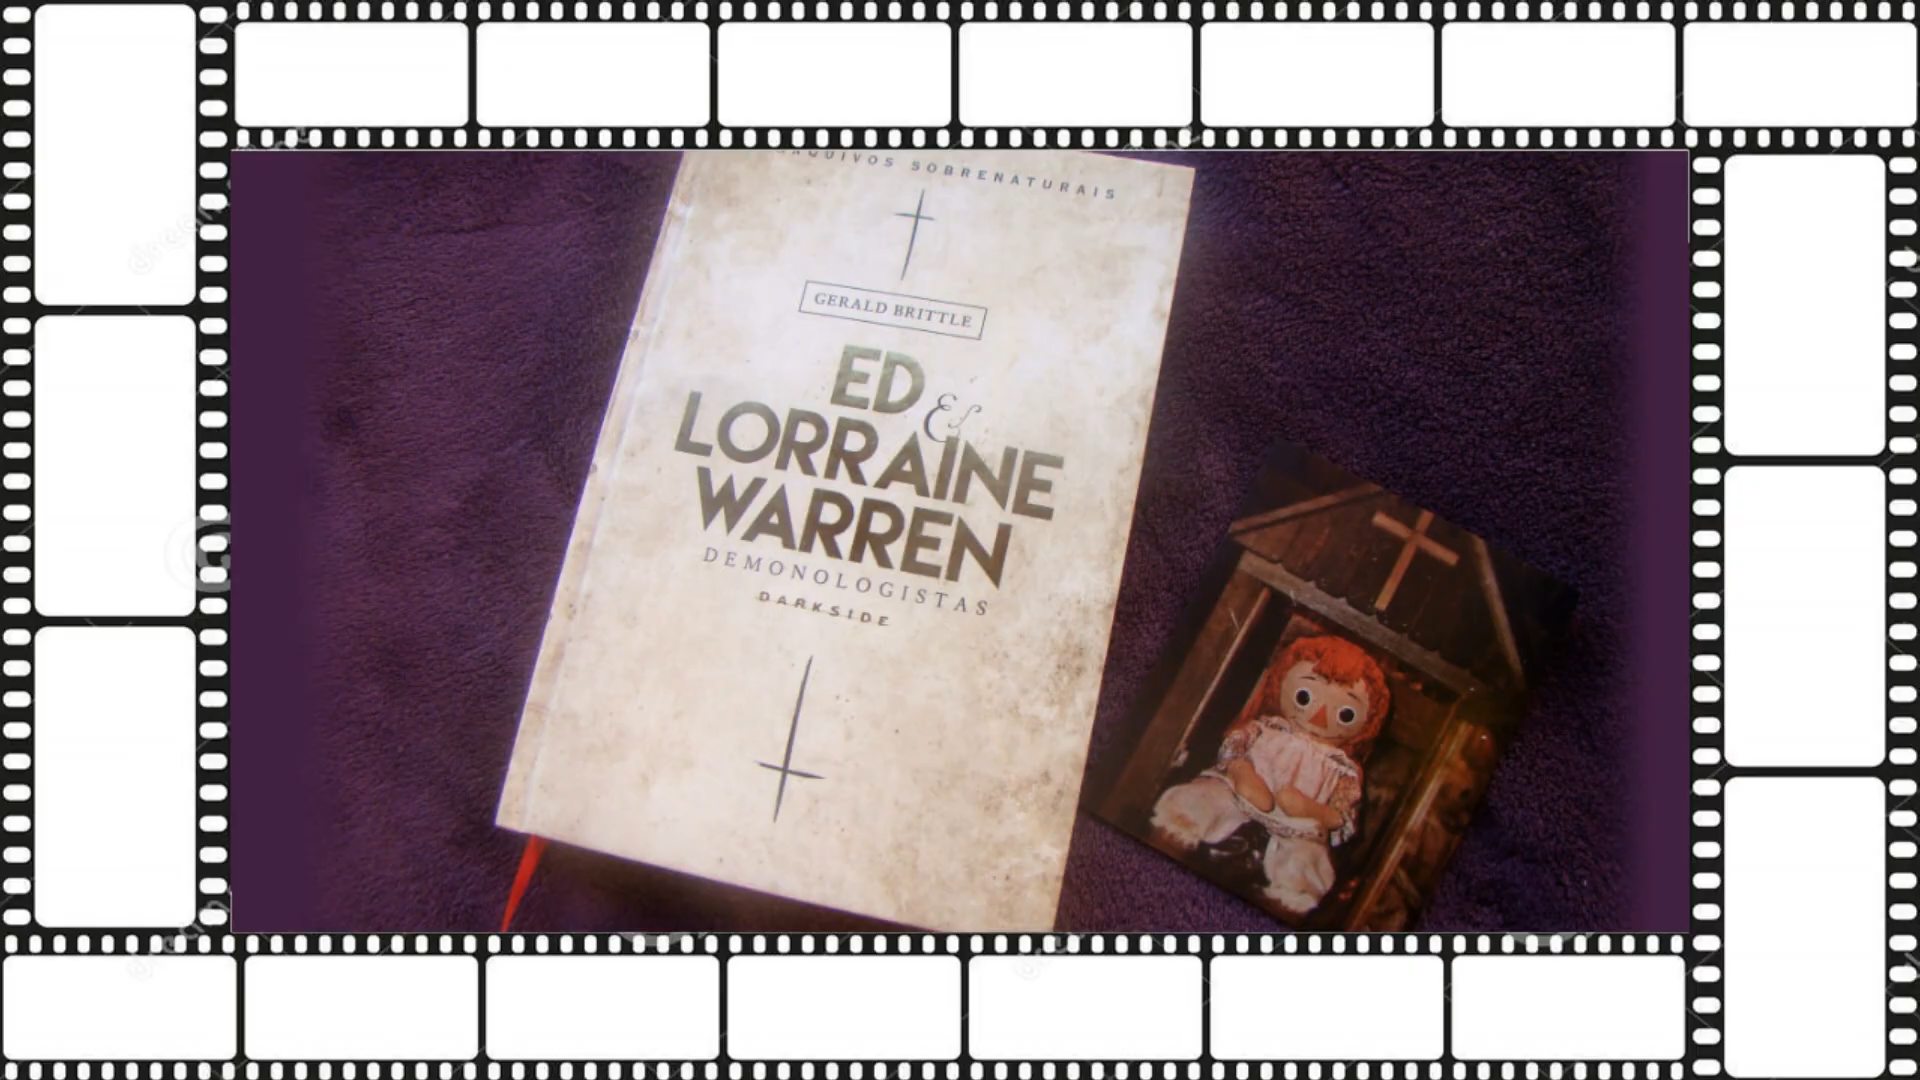 ARQUIVOS SOBRENATURAIS
GERALD BRITTLE
ED &
LORRAINE
WARREN
DEMONOLOGISTAS
DARKSIDE